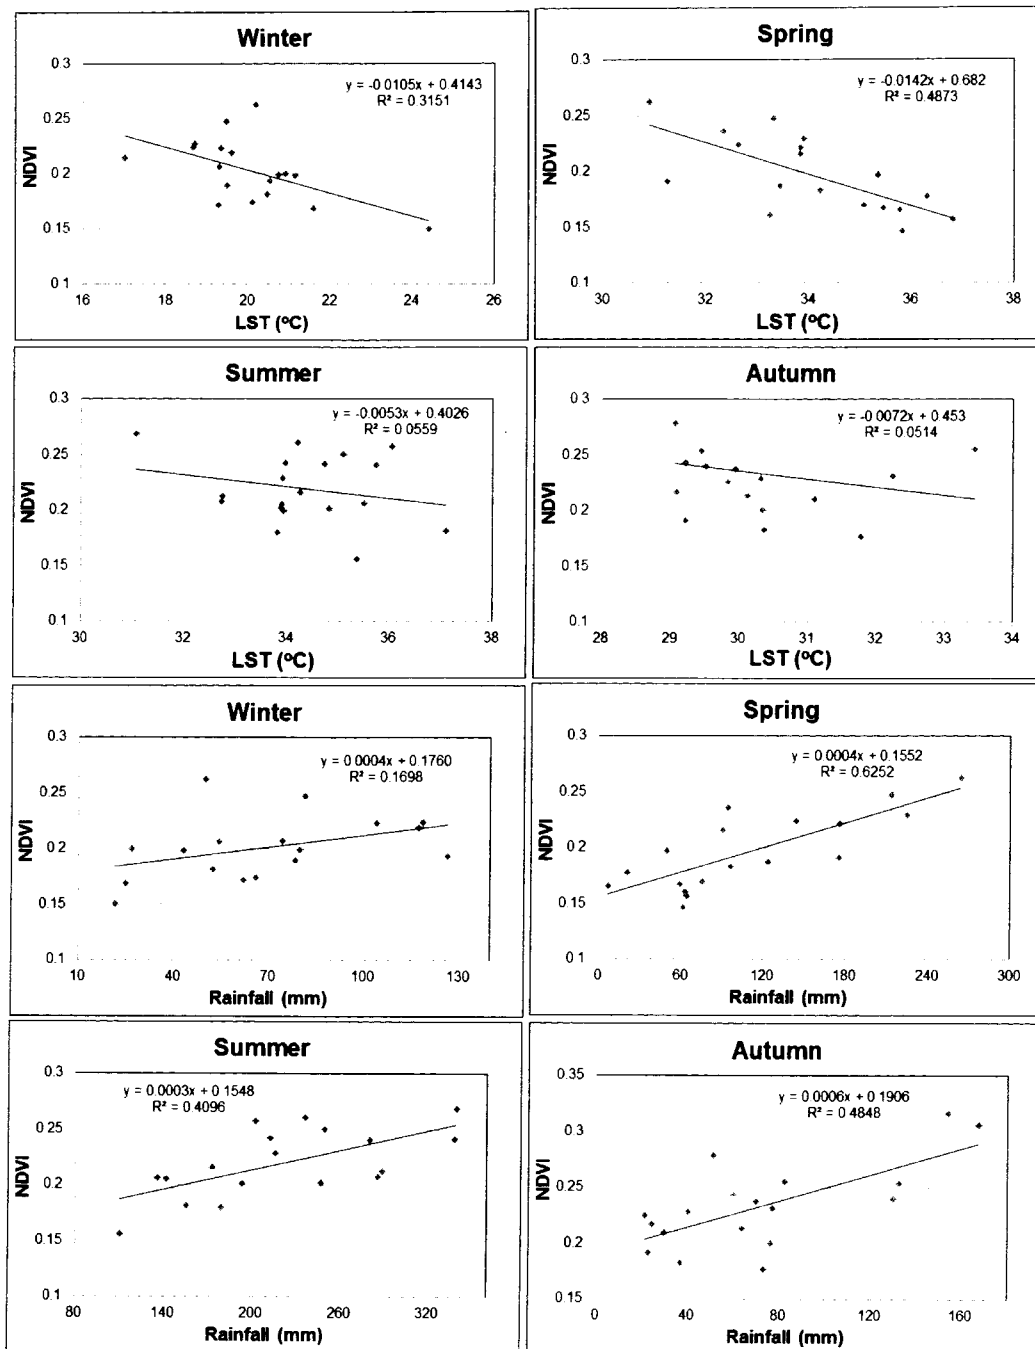 Winter
y = -0.0105x + 0.4143
R² = 0.3151
NDVI
0.3
0.25
0.2
0.15
0.1
16 18 20 22 24 26
LST (ºC)
Spring
y = -0.0142x + 0.682
R² = 0.4873
NDVI
0.3
0.25
0.2
0.15
0.1
30 32 34 36 38
LST (ºC)
Summer
y = -0.0053x + 0.4026
R² = 0.0559
NDVI
0.3
0.25
0.2
0.15
0.1
30 32 34 36 38
LST (ºC)
Autumn
y = -0.0072x + 0.453
R² = 0.0514
NDVI
0.3
0.25
0.2
0.15
0.1
28 29 30 31 32 33 34
LST (ºC)
Winter
y = 0.0004x + 0.1760
R² = 0.1698
NDVI
0.3
0.25
0.2
0.15
0.1
10 40 70 100 130
Rainfall (mm)
Spring
y = 0.0004x + 0.1552
R² = 0.6252
NDVI
0.3
0.25
0.2
0.15
0.1
0 60 120 180 240 300
Rainfall (mm)
Summer
y = 0.0003x + 0.1548
R² = 0.4096
NDVI
0.3
0.25
0.2
0.15
0.1
80 140 200 260 320
Rainfall (mm)
Autumn
y = 0.0006x + 0.1906
R² = 0.4848
NDVI
0.35
0.3
0.25
0.2
0.15
0 40 80 120 160
Rainfall (mm)